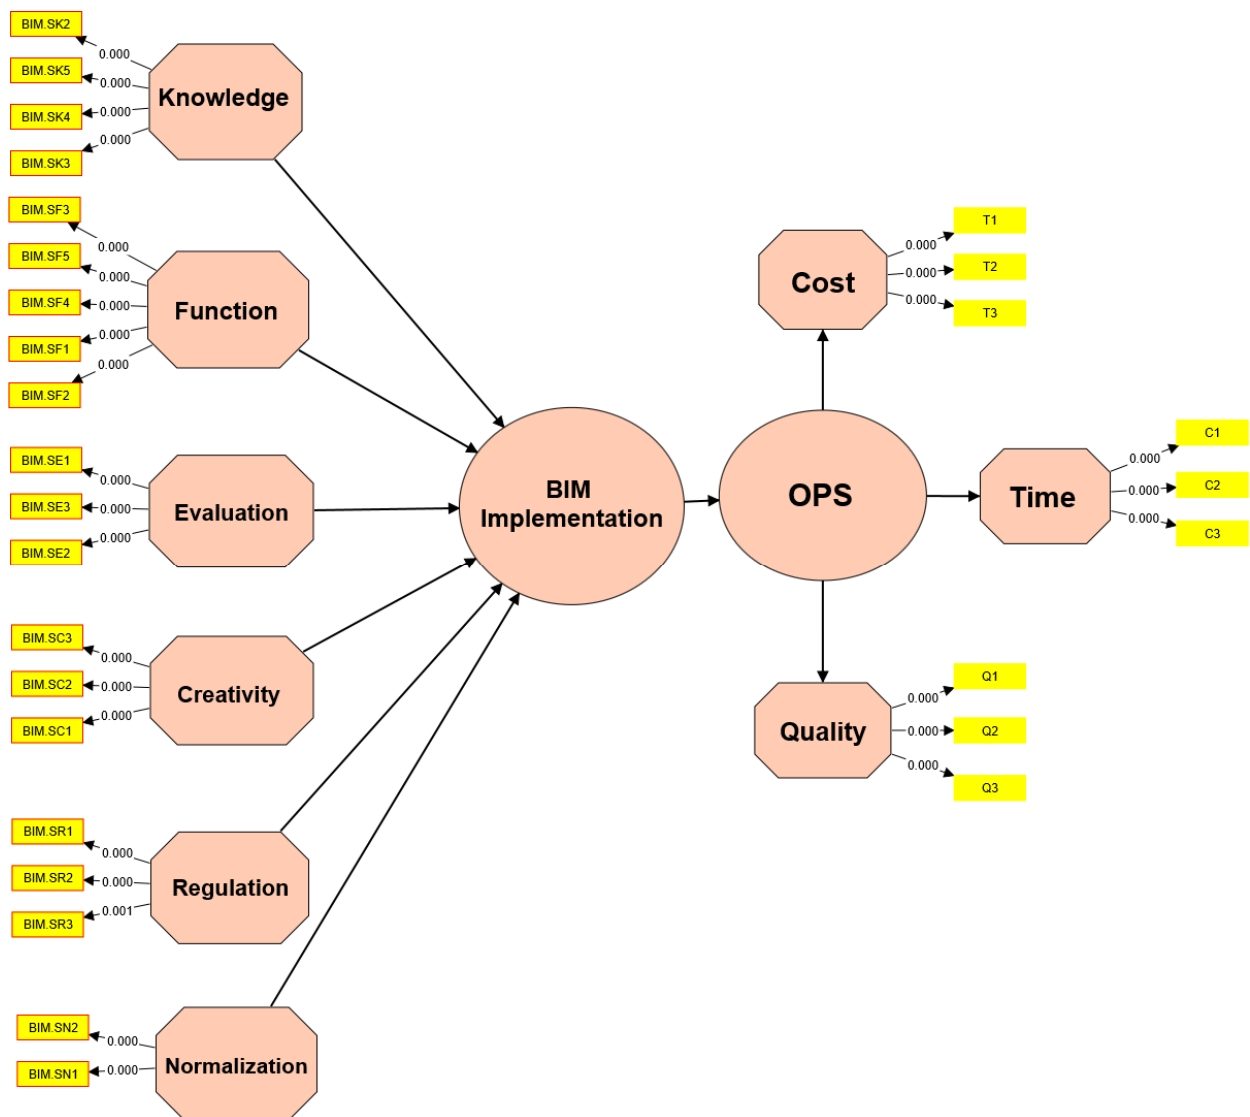 BIM.SK2
0.000
BIM.SK5
0.000
BIM.SK4
0.000
BIM.SK3
0.000
Knowledge
BIM.SF3
0.000
BIM.SF5
0.000
BIM.SF4
0.000
BIM.SF1
0.000
BIM.SF2
0.000
Function
BIM.SE1
0.000
BIM.SE3
0.000
BIM.SE2
0.000
Evaluation
BIM.SC3
0.000
BIM.SC2
0.000
BIM.SC1
0.000
Creativity
BIM.SR1
0.000
BIM.SR2
0.000
BIM.SR3
0.001
Regulation
BIM.SN2
0.000
BIM.SN1
0.000
Normalization
BIM
Implementation
OPS
Cost
0.000
T1
0.000
T2
0.000
T3
Time
0.000
C1
0.000
C2
0.000
C3
Quality
0.000
Q1
0.000
Q2
0.000
Q3